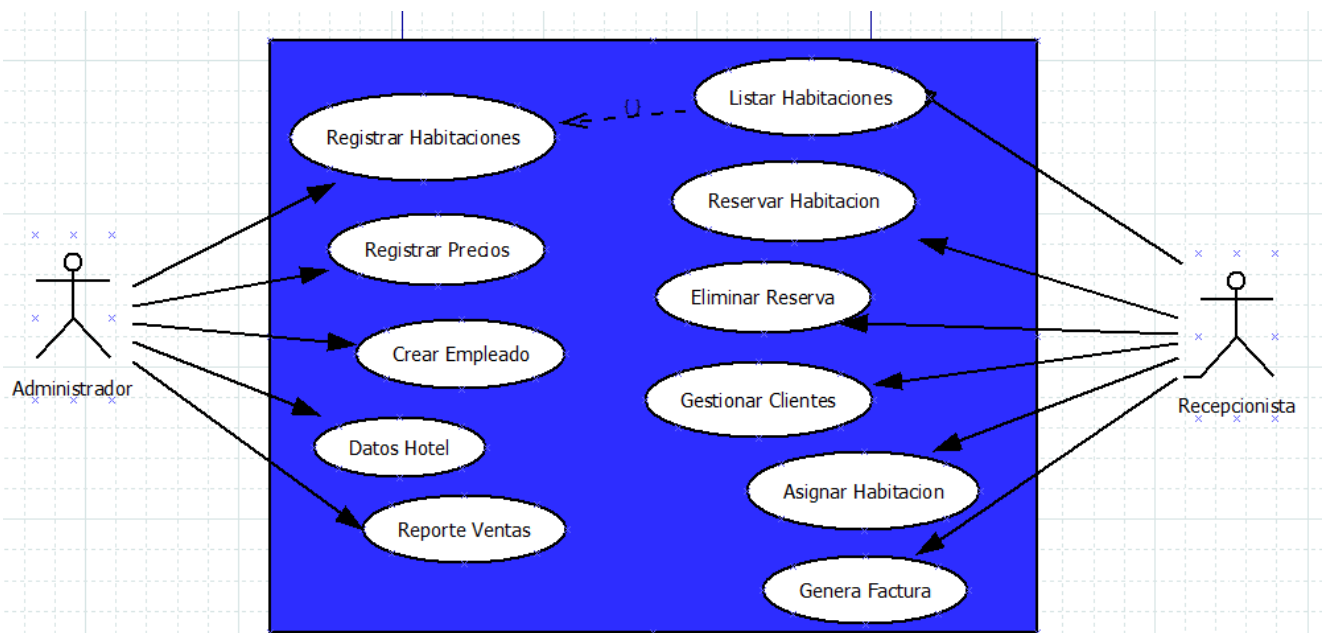 Listar Habitaciones
()
Registrar Habitaciones
Reservar Habitacion
Registrar Precios
Eliminar Reserva
Crear Empleado
Administrador
Gestionar Clientes
Recepcionista
Datos Hotel
Asignar Habitacion
Reporte Ventas
Genera Factura